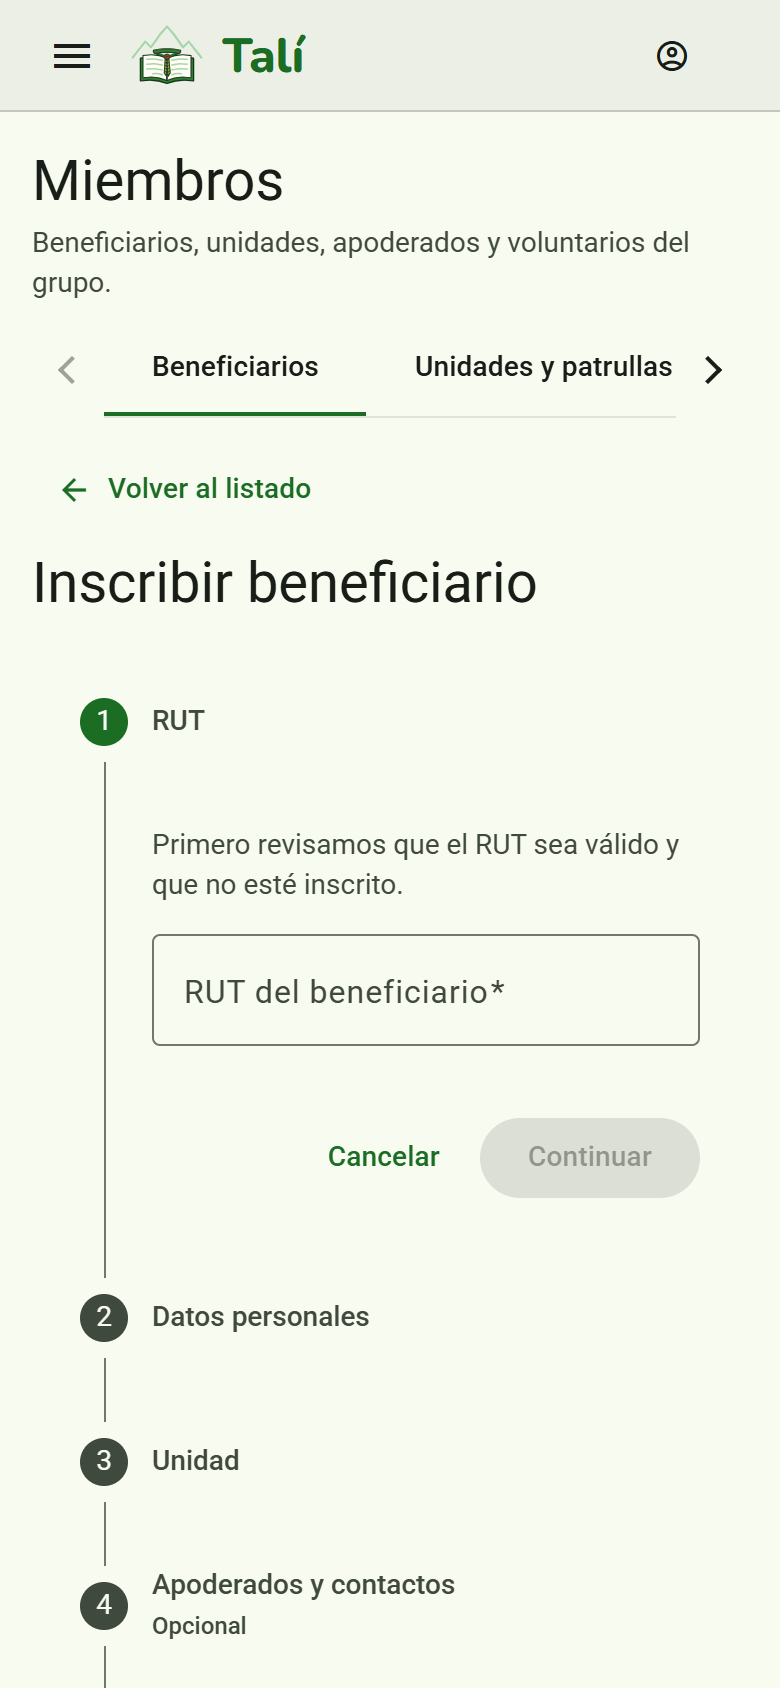 Talí
Miembros
Beneficiarios, unidades, apoderados y voluntarios del
grupo.
Beneficiarios
Unidades y patrullas
Volver al listado
Inscribir beneficiario
1
RUT
Primero revisamos que el RUT sea válido y
que no esté inscrito.
RUT del beneficiario*
Cancelar
Continuar
2
Datos personales
3
Unidad
4
Apoderados y contactos
Opcional